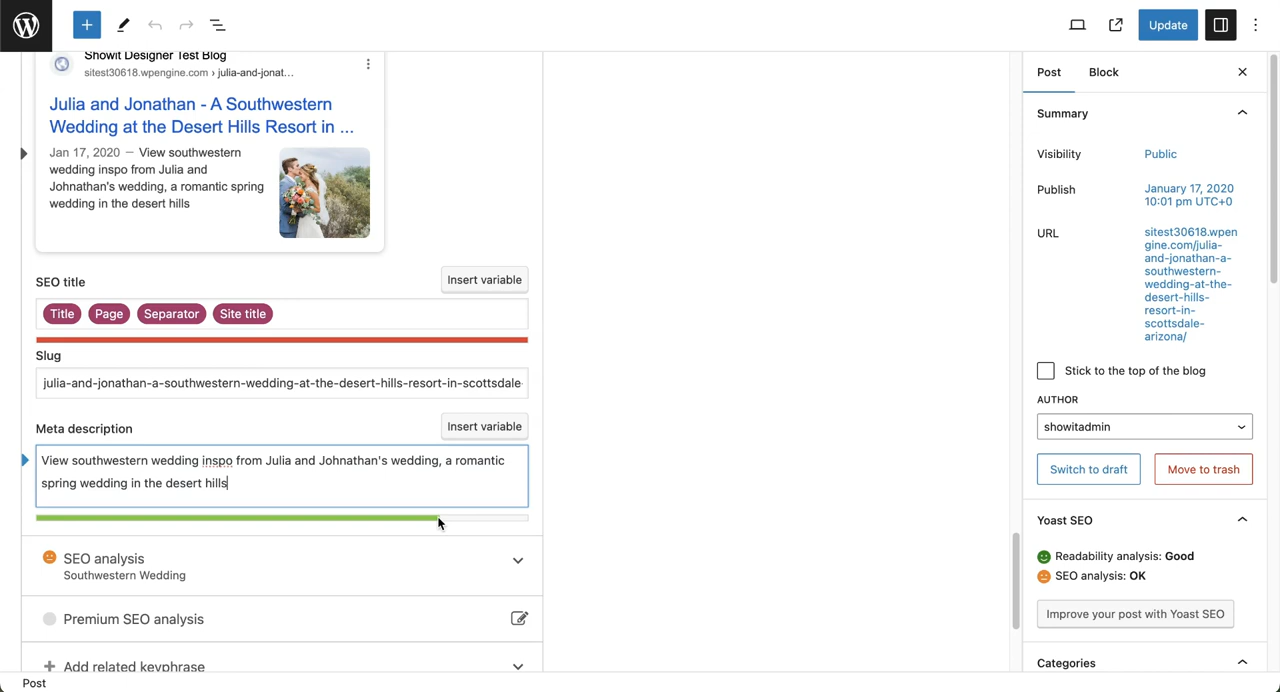 Update
Showit Designer Test Blog
sitest30618.wpengine.com › julia-and-jonat...
Julia and Jonathan - A Southwestern
Wedding at the Desert Hills Resort in ...
Jan 17, 2020 — View southwestern
wedding inspo from Julia and
Johnathan's wedding, a romantic spring
wedding in the desert hills
SEO title
Insert variable
Title Page Separator Site title
Slug
julia-and-jonathan-a-southwestern-wedding-at-the-desert-hills-resort-in-scottsdale-
Meta description
Insert variable
View southwestern wedding inspo from Julia and Johnathan's wedding, a romantic
spring wedding in the desert hills
SEO analysis
Southwestern Wedding
Premium SEO analysis
Add related keyphrase
Post
Post Block
Summary
Visibility Public
Publish January 17, 2020
10:01 pm UTC+0
URL sitest30618.wpen
gine.com/julia-
and-jonathan-a-
southwestern-
wedding-at-the-
desert-hills-
resort-in-
scottsdale-
arizona/
Stick to the top of the blog
AUTHOR
showitadmin
Switch to draft Move to trash
Yoast SEO
Readability analysis: Good
SEO analysis: OK
Improve your post with Yoast SEO
Categories